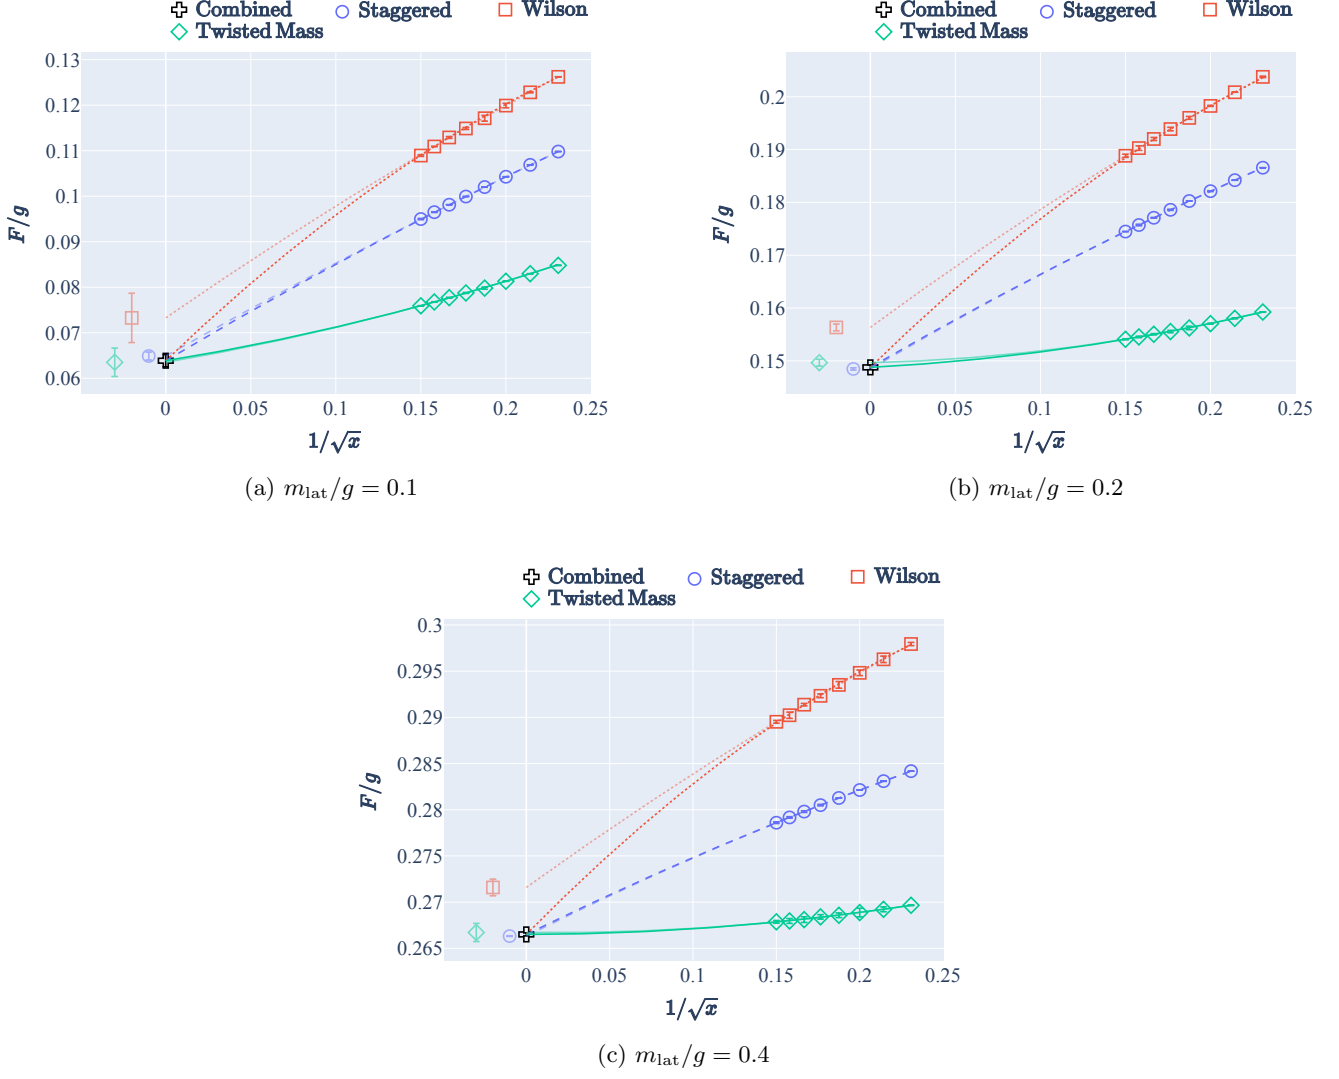 Combined Staggered Wilson
Twisted Mass
0.13
0.12
0.11
0.1
0.09
0.08
0.07
0.06
F/g
0 0.05 0.1 0.15 0.2 0.25
1/√x
(a) m_lat/g = 0.1
Combined Staggered Wilson
Twisted Mass
0.2
0.19
0.18
0.17
0.16
0.15
F/g
0 0.05 0.1 0.15 0.2 0.25
1/√x
(b) m_lat/g = 0.2
Combined Staggered Wilson
Twisted Mass
0.3
0.295
0.29
0.285
0.28
0.275
0.27
0.265
F/g
0 0.05 0.1 0.15 0.2 0.25
1/√x
(c) m_lat/g = 0.4